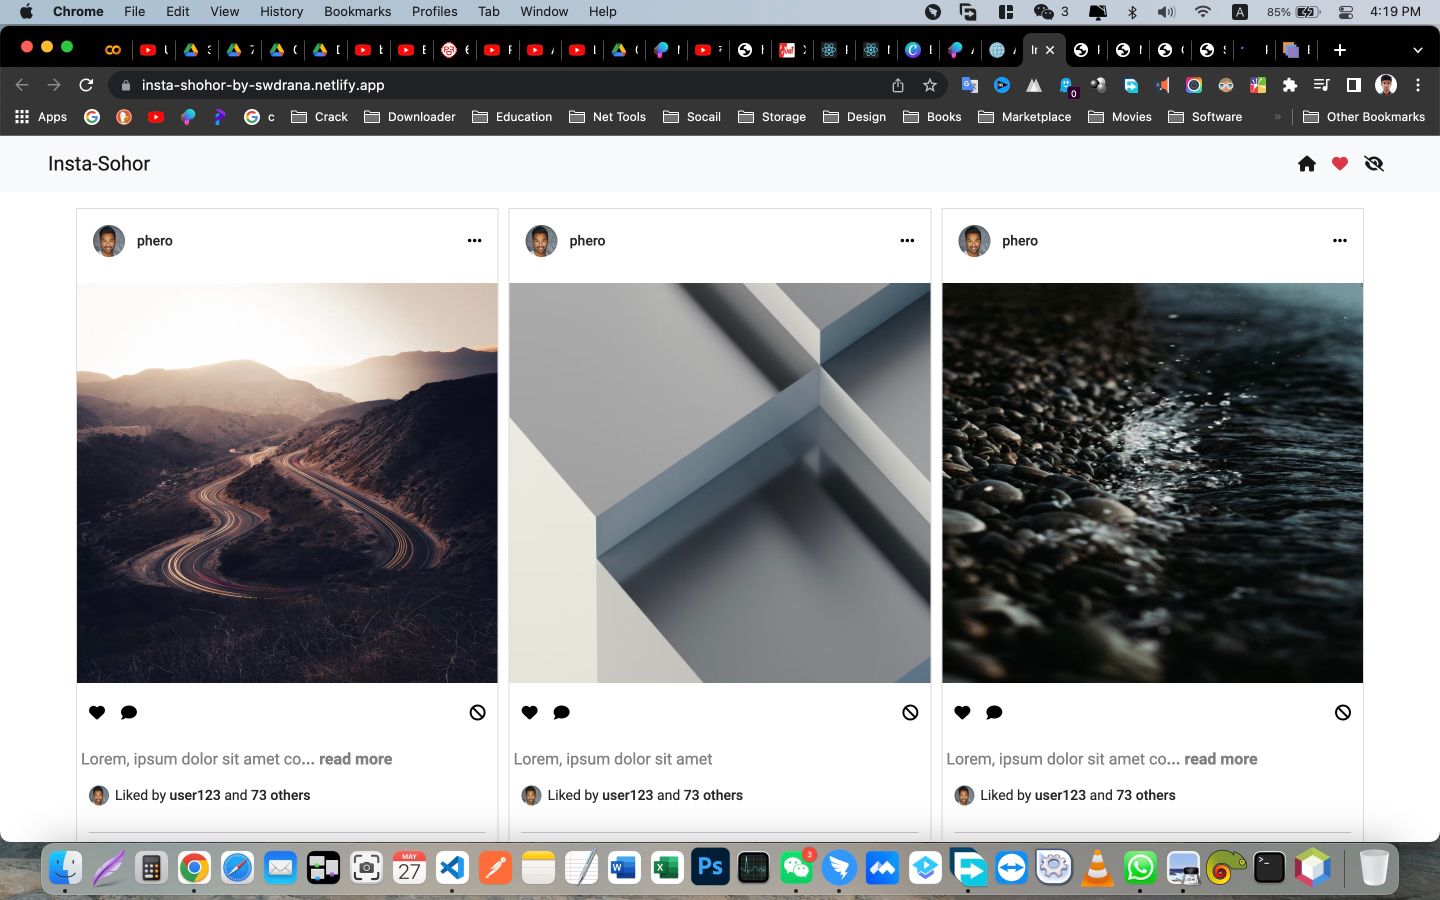 Chrome File Edit View History Bookmarks Profiles Tab Window Help 3 A 85% 4:19 PM
insta-shohor-by-swdrana.netlify.app
0
Apps c Crack Downloader Education Net Tools Socail Storage Design Books Marketplace Movies Software » Other Bookmarks
Insta-Sohor
phero
phero
phero
Lorem, ipsum dolor sit amet co... read more
Lorem, ipsum dolor sit amet
Lorem, ipsum dolor sit amet co... read more
Liked by user123 and 73 others
Liked by user123 and 73 others
Liked by user123 and 73 others
MAY
27
Ps
3